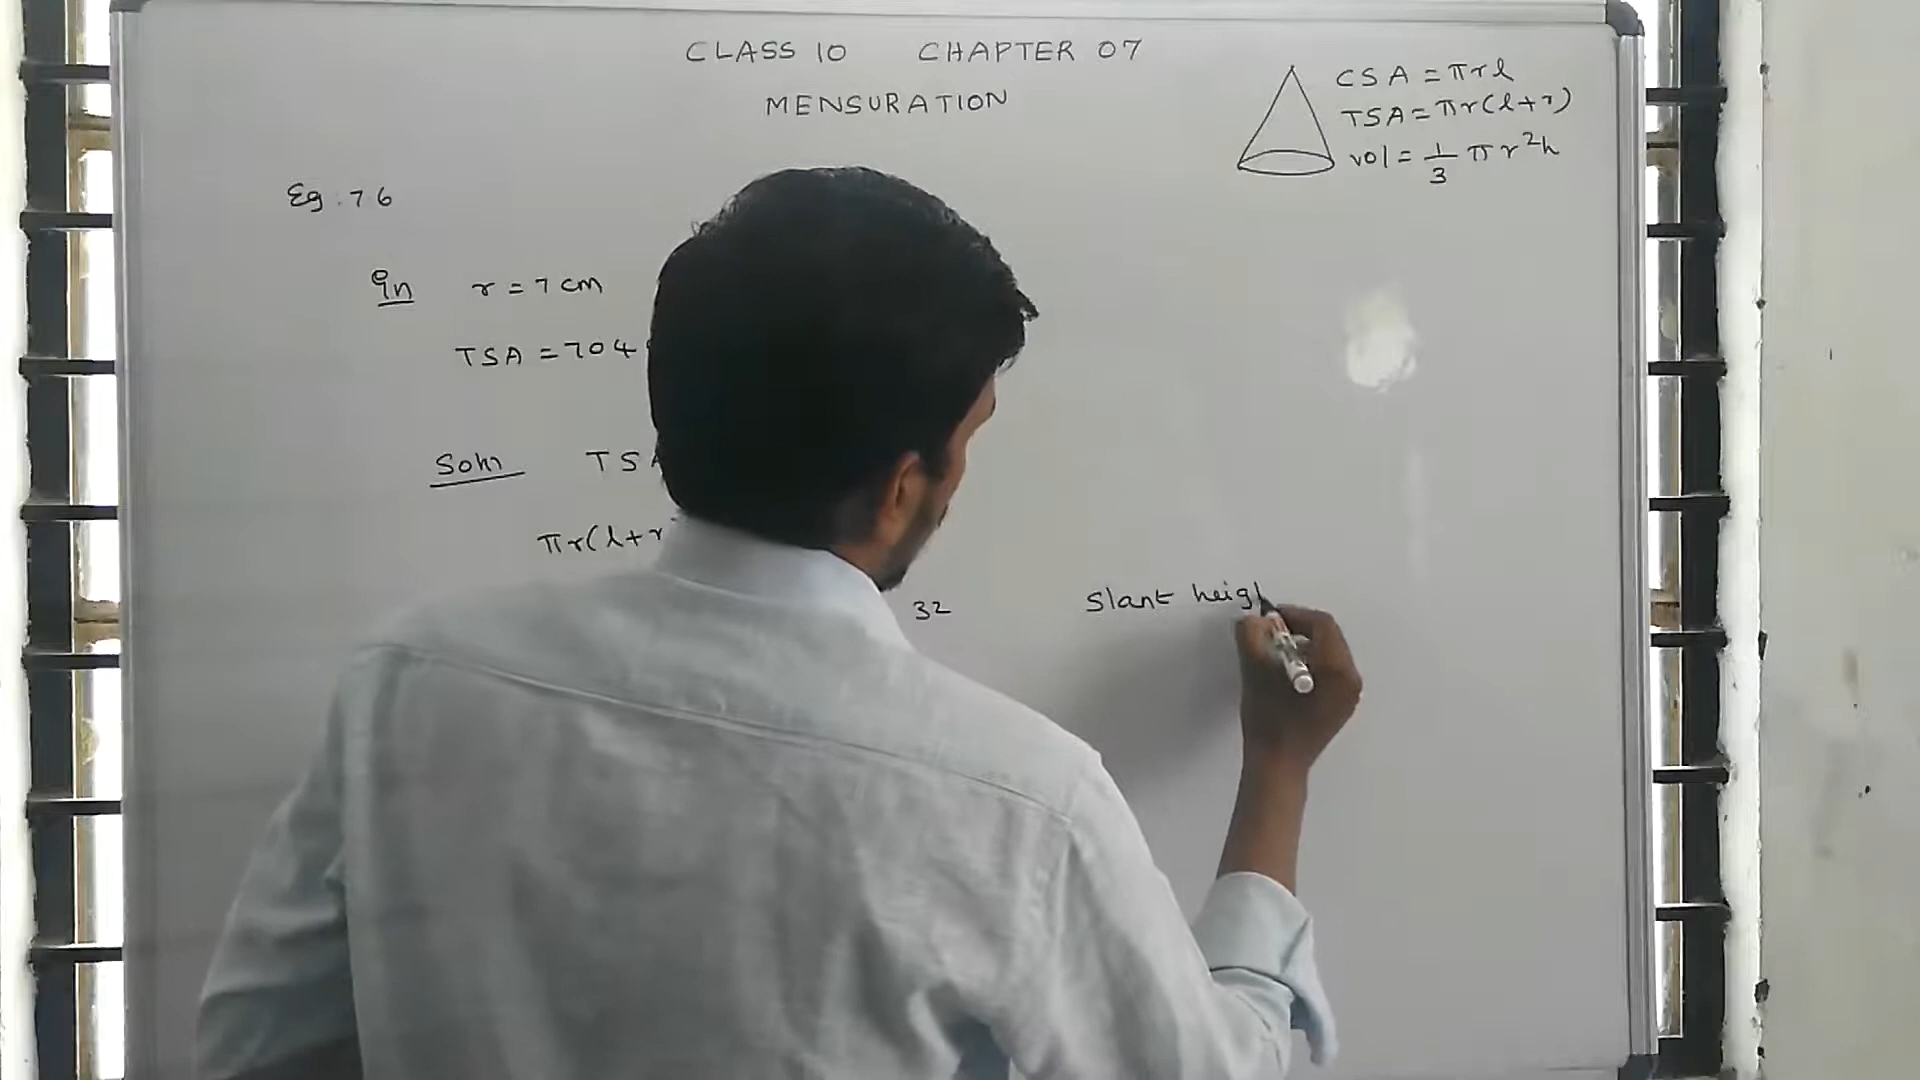 CLASS 10 CHAPTER 07
MENSURATION
CSA = πrl
TSA = πr(l+r)
vol = 1/3 πr²h
Eg. 7.6
Gn r = 7 cm
TSA = 704
Soln TSA
πr(l+r
32
Slant heigh